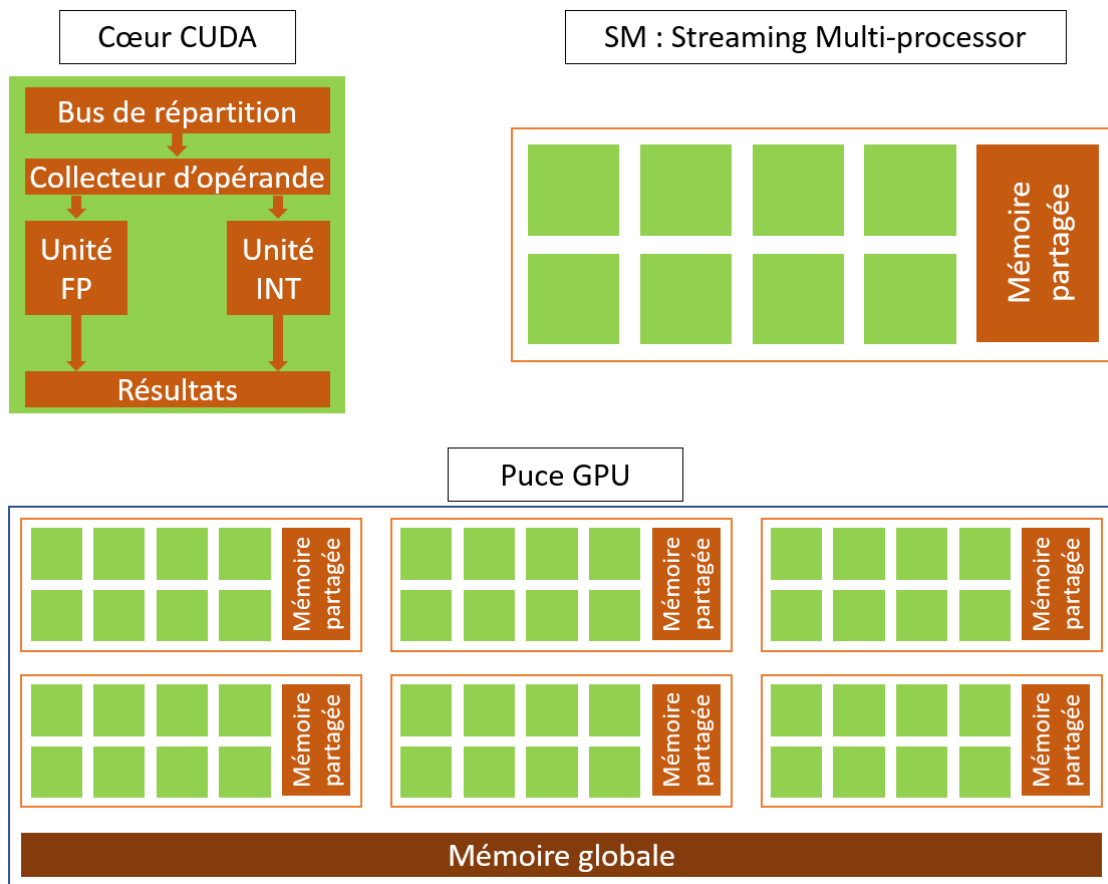 Cœur CUDA
SM : Streaming Multi-processor
Bus de répartition
Collecteur d'opérande
Unité
FP
Unité
INT
Résultats
Mémoire
partagée
Puce GPU
Mémoire
partagée
Mémoire
partagée
Mémoire
partagée
Mémoire
partagée
Mémoire
partagée
Mémoire
partagée
Mémoire globale